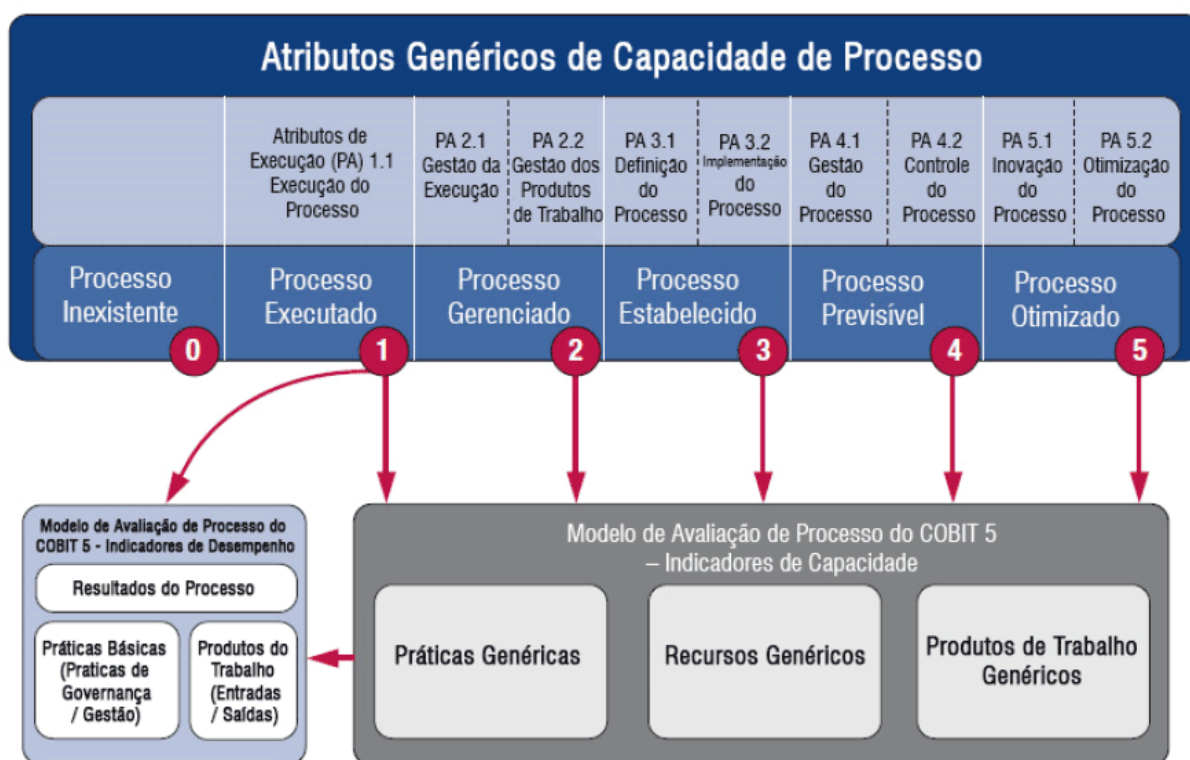 Atributos Genéricos de Capacidade de Processo
Atributos de
Execução (PA) 1.1
Execução do
Processo
PA 2.1
Gestão da
Execução
PA 2.2
Gestão dos
Produtos
de Trabalho
PA 3.1
Definição
do
Processo
PA 3.2
Implementação
do
Processo
PA 4.1
Gestão
do
Processo
PA 4.2
Controle
do
Processo
PA 5.1
Inovação
do
Processo
PA 5.2
Otimização
do
Processo
Processo
Inexistente
0
Processo
Executado
1
Processo
Gerenciado
2
Processo
Estabelecido
3
Processo
Previsível
4
Processo
Otimizado
5
Modelo de Avaliação de Processo do
COBIT 5 - Indicadores de Desempenho
Resultados do Processo
Práticas Básicas
(Praticas de
Governança
/ Gestão)
Produtos do
Trabalho
(Entradas
/ Saídas)
Modelo de Avaliação de Processo do COBIT 5
– Indicadores de Capacidade
Práticas Genéricas
Recursos Genéricos
Produtos de Trabalho
Genéricos